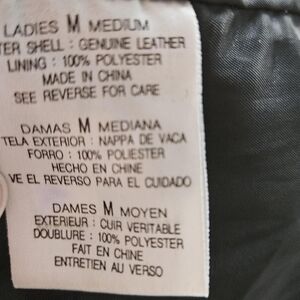 LADIES M MEDIUM
TER SHELL : GENUINE LEATHER
LINING : 100% POLYESTER
MADE IN CHINA
SEE REVERSE FOR CARE
DAMAS M MEDIANA
TELA EXTERIOR : NAPPA DE VACA
FORRO : 100% POLIESTER
HECHO EN CHINE
VE EL REVERSO PARA EL CUIDADO
DAMES M MOYEN
EXTERIEUR : CUIR VERITABLE
DOUBLURE : 100% POLYESTER
FAIT EN CHINE
ENTRETIEN AU VERSO